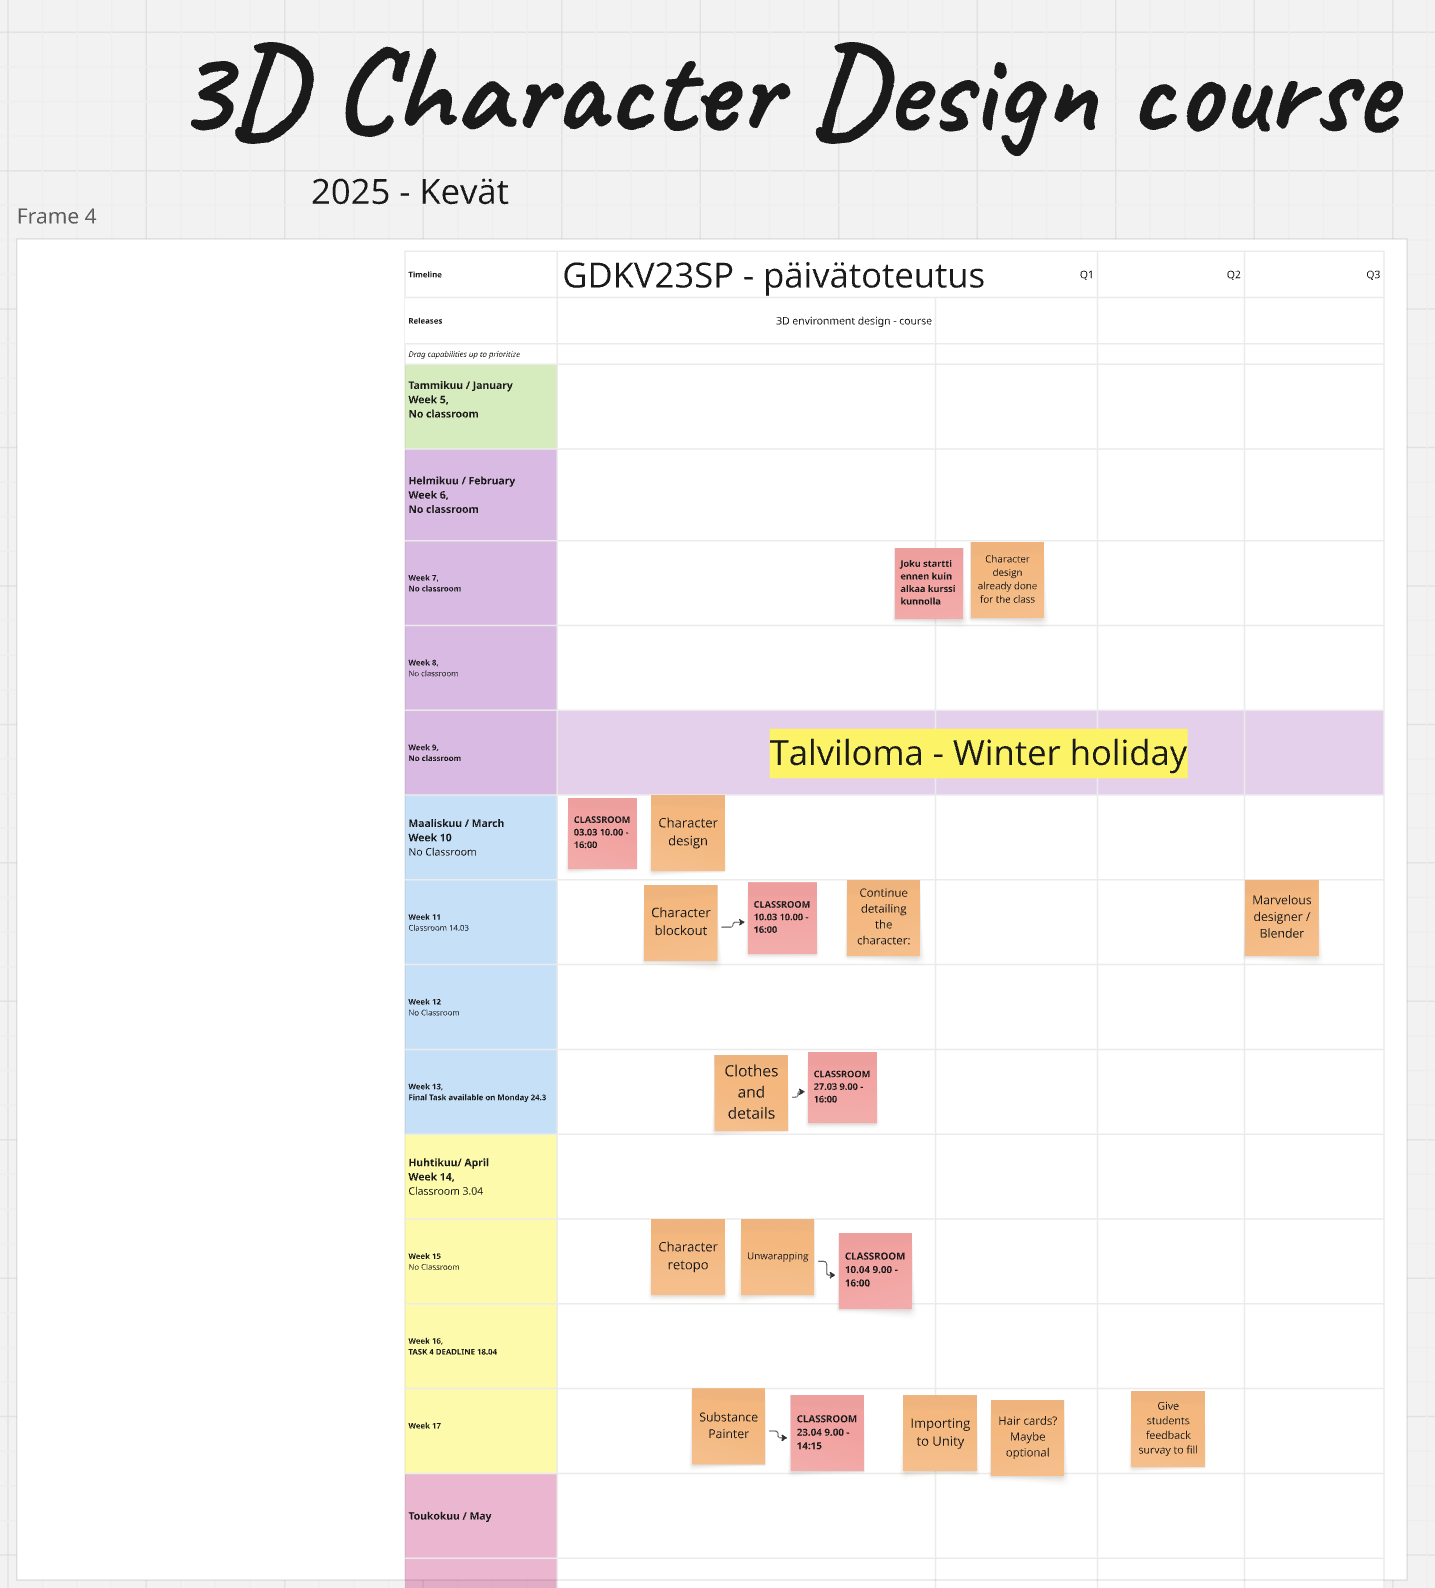 3D Character Design course
2025 - Kevät
Frame 4
Timeline
GDKV23SP - päivätoteutus
Q1
Q2
Q3
Releases
3D environment design - course
Drag capabilities up to prioritize
Tammikuu / January
Week 5,
No classroom
Helmikuu / February
Week 6,
No classroom
Week 7,
No classroom
Joku startti
ennen kuin
alkaa kurssi
kunnolla
Character
design
already done
for the class
Week 8,
No classroom
Week 9,
No classroom
Talviloma - Winter holiday
Maaliskuu / March
Week 10
No Classroom
CLASSROOM
03.03 10.00 -
16:00
Character
design
Week 11
Classroom 14.03
Character
blockout
CLASSROOM
10.03 10.00 -
16:00
Continue
detailing
the
character:
Marvelous
designer /
Blender
Week 12
No Classroom
Week 13,
Final Task available on Monday 24.3
Clothes
and
details
CLASSROOM
27.03 9.00 -
16:00
Huhtikuu/ April
Week 14,
Classroom 3.04
Week 15
No Classroom
Character
retopo
Unwarapping
CLASSROOM
10.04 9.00 -
16:00
Week 16,
TASK 4 DEADLINE 18.04
Week 17
Substance
Painter
CLASSROOM
23.04 9.00 -
14:15
Importing
to Unity
Hair cards?
Maybe
optional
Give
students
feedback
survay to fill
Toukokuu / May